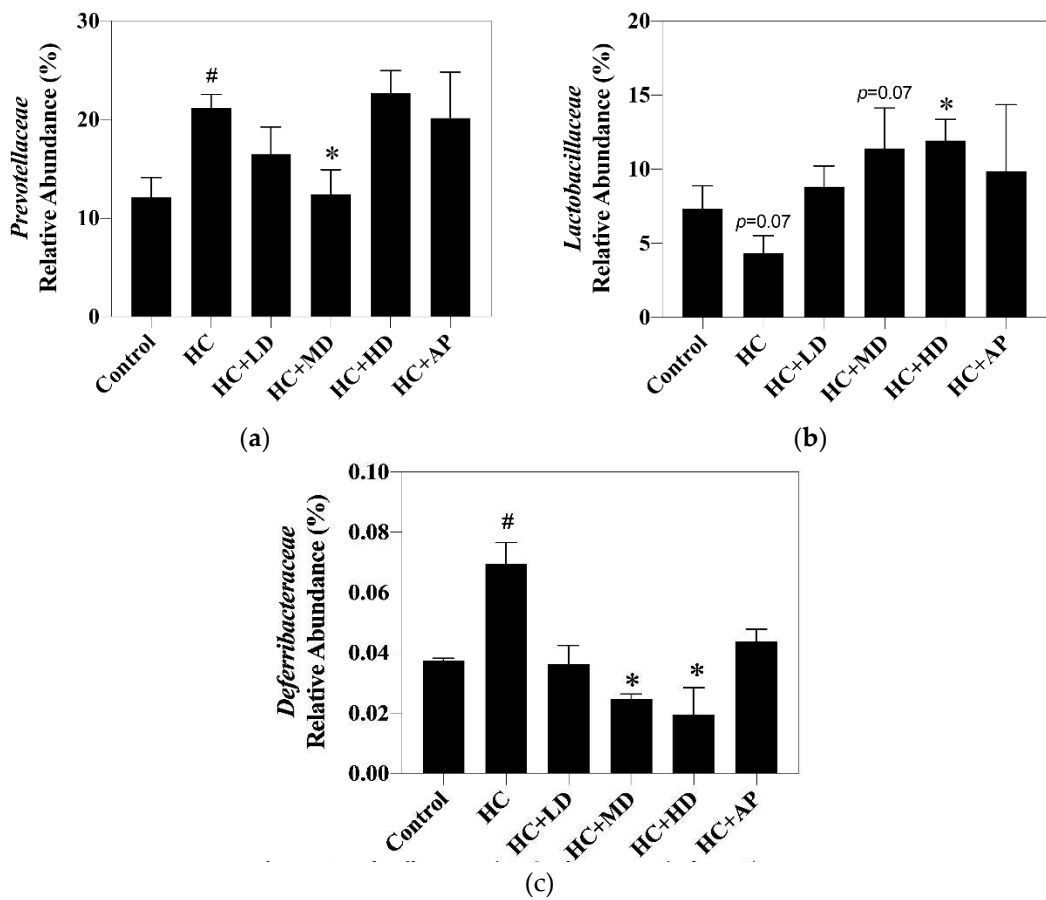 30
20
10
0
Prevotellaceae
Relative Abundance (%)
#
*
Control
HC
HC+LD
HC+MD
HC+HD
HC+AP
(a)
20
15
10
5
0
Lactobacillaceae
Relative Abundance (%)
p=0.07
p=0.07
*
Control
HC
HC+LD
HC+MD
HC+HD
HC+AP
(b)
0.10
0.08
0.06
0.04
0.02
0.00
Deferribacteraceae
Relative Abundance (%)
#
*
*
Control
HC
HC+LD
HC+MD
HC+HD
HC+AP
(c)